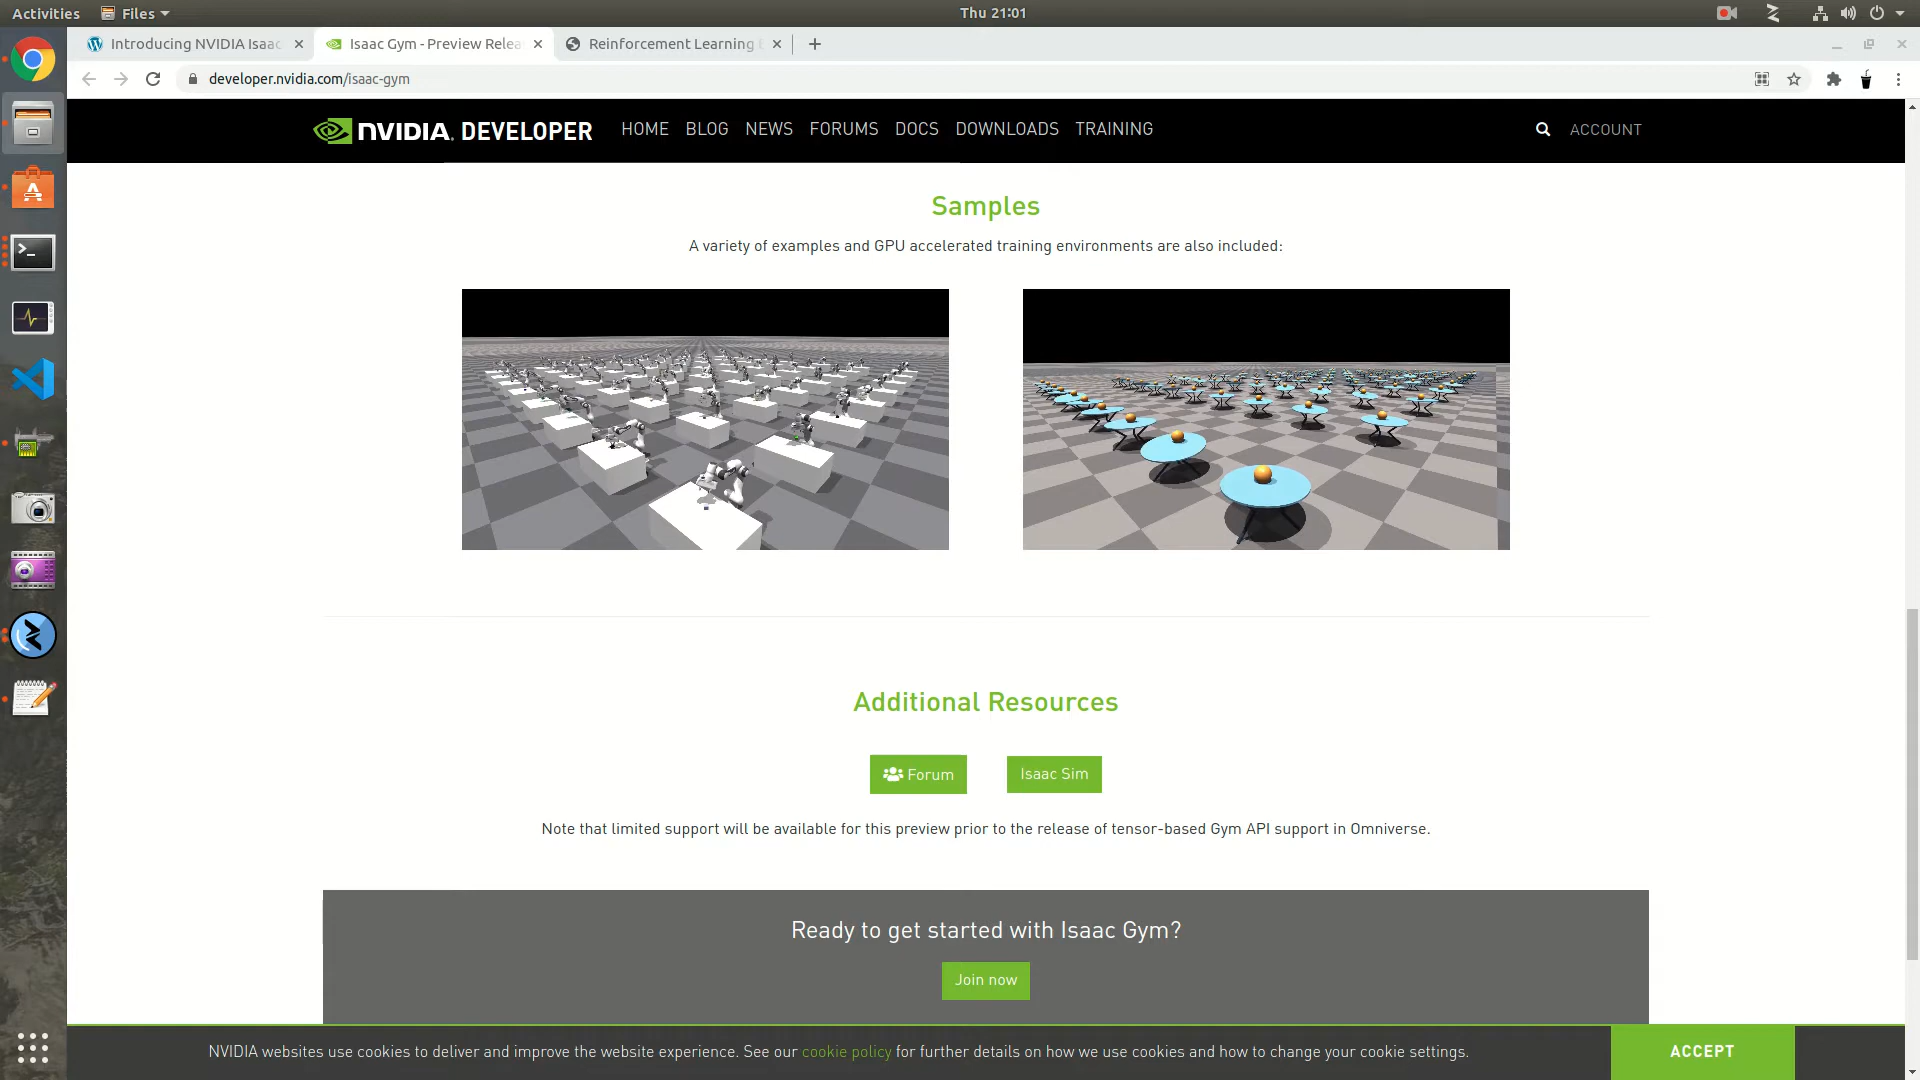 Activities
Files
Thu 21:01
Introducing NVIDIA Isaac
Isaac Gym - Preview Relea
Reinforcement Learning
developer.nvidia.com/isaac-gym
NVIDIA. DEVELOPER
HOME BLOG NEWS FORUMS DOCS DOWNLOADS TRAINING
ACCOUNT
Samples
A variety of examples and GPU accelerated training environments are also included:
Additional Resources
Forum
Isaac Sim
Note that limited support will be available for this preview prior to the release of tensor-based Gym API support in Omniverse.
Ready to get started with Isaac Gym?
Join now
NVIDIA websites use cookies to deliver and improve the website experience. See our cookie policy for further details on how we use cookies and how to change your cookie settings.
ACCEPT